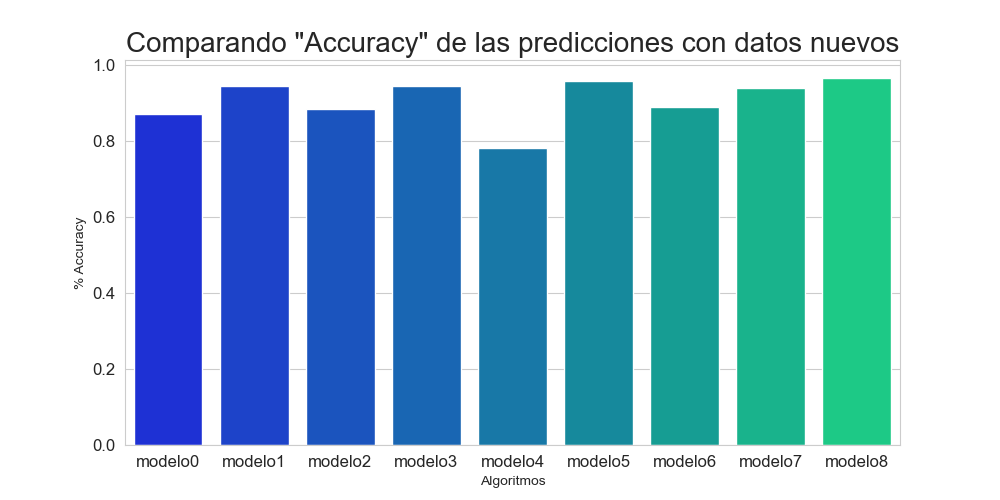 Comparando "Accuracy" de las predicciones con datos nuevos
1.0
0.8
0.6
0.4
0.2
0.0
% Accuracy
modelo0 modelo1 modelo2 modelo3 modelo4 modelo5 modelo6 modelo7 modelo8
Algoritmos